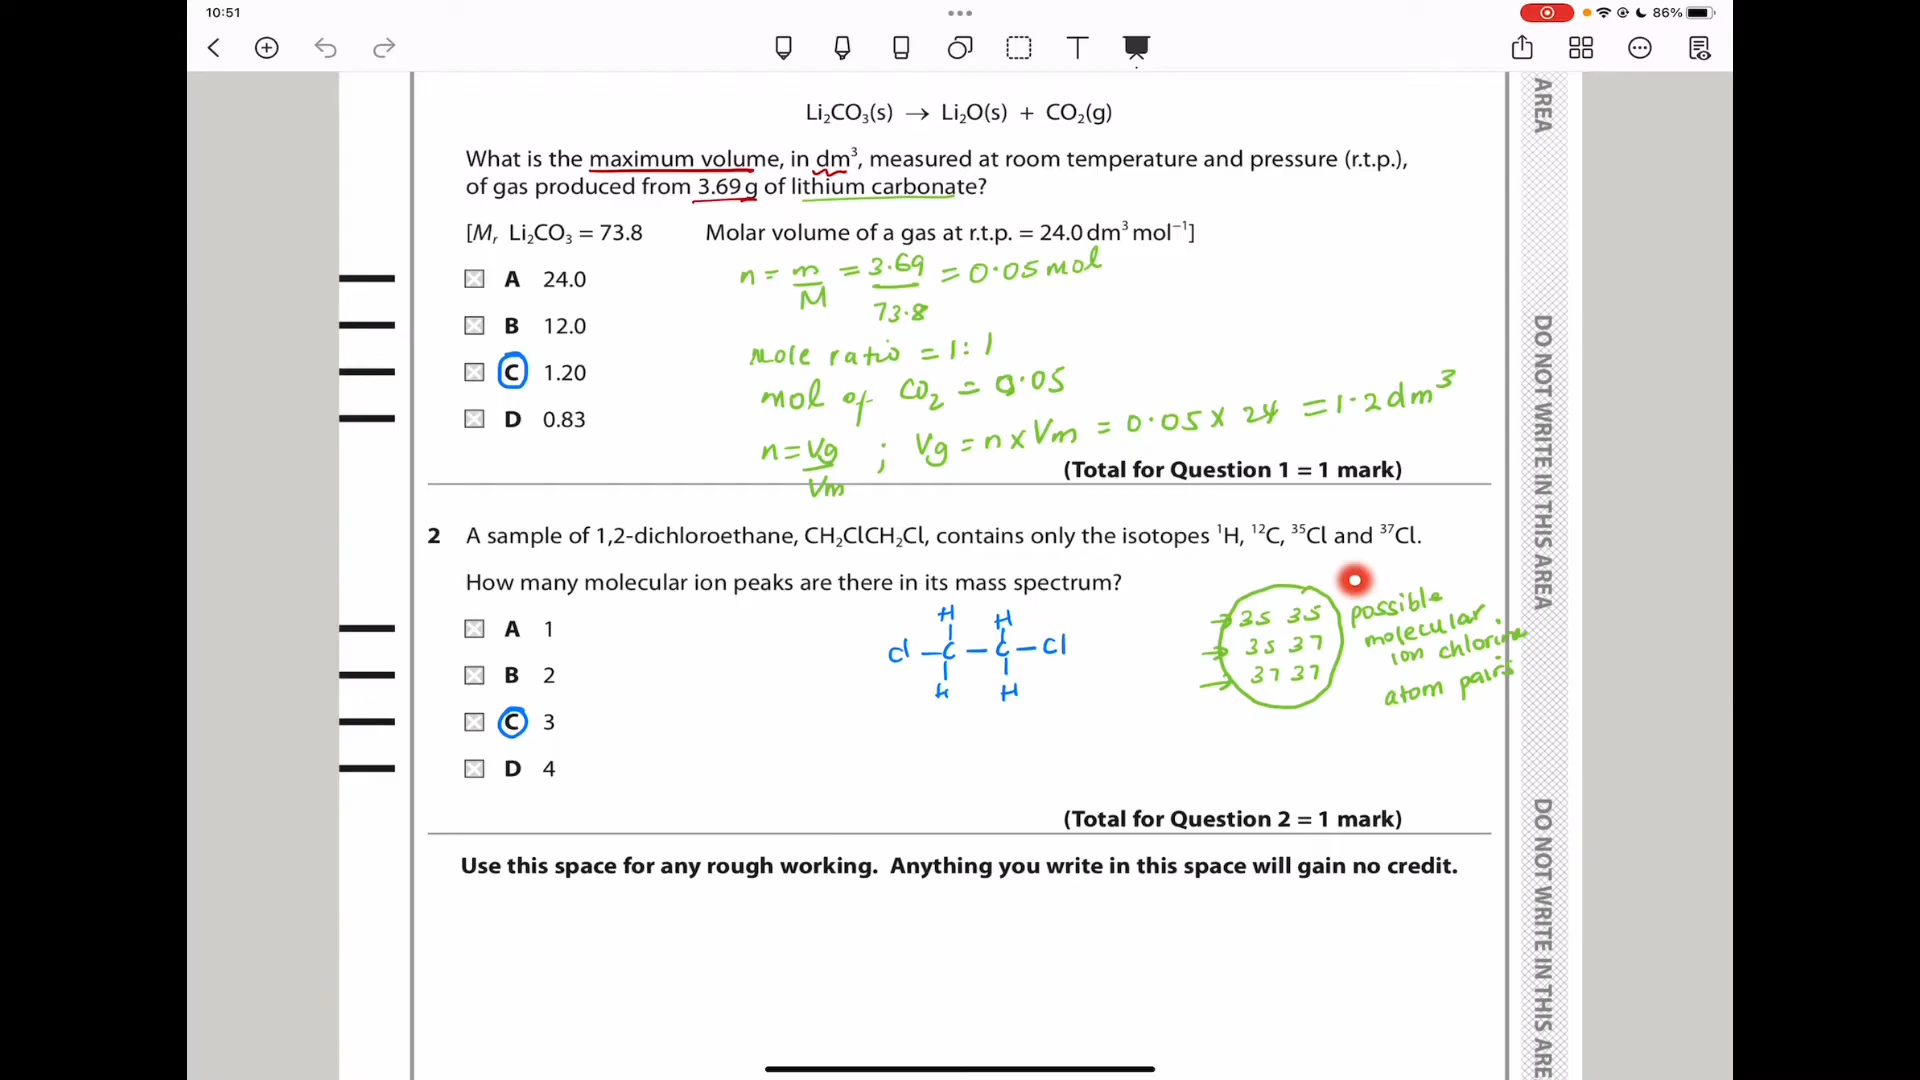 10:51
86%
Li₂CO₃(s) → Li₂O(s) + CO₂(g)
What is the maximum volume, in dm³, measured at room temperature and pressure (r.t.p.),
of gas produced from 3.69 g of lithium carbonate?
[Mr Li₂CO₃ = 73.8 Molar volume of a gas at r.t.p. = 24.0 dm³ mol⁻¹]
A 24.0
B 12.0
C 1.20
D 0.83
n = m/M = 3.69/73.8 = 0.05 mol
mole ratio = 1:1
mol of CO₂ = 0.05
n = Vg/Vm ; Vg = n x Vm = 0.05 x 24 = 1.2 dm³
(Total for Question 1 = 1 mark)
2 A sample of 1,2-dichloroethane, CH₂ClCH₂Cl, contains only the isotopes ¹H, ¹²C, ³⁵Cl and ³⁷Cl.
How many molecular ion peaks are there in its mass spectrum?
A 1
B 2
C 3
D 4
H H
Cl – C – C – Cl
H H
→ 35 35
→ 35 37
→ 37 37
possible
molecular
ion chlorine
atom pairs
(Total for Question 2 = 1 mark)
Use this space for any rough working. Anything you write in this space will gain no credit.
AREA
DO NOT WRITE IN THIS AREA
DO NOT WRITE IN THIS ARE